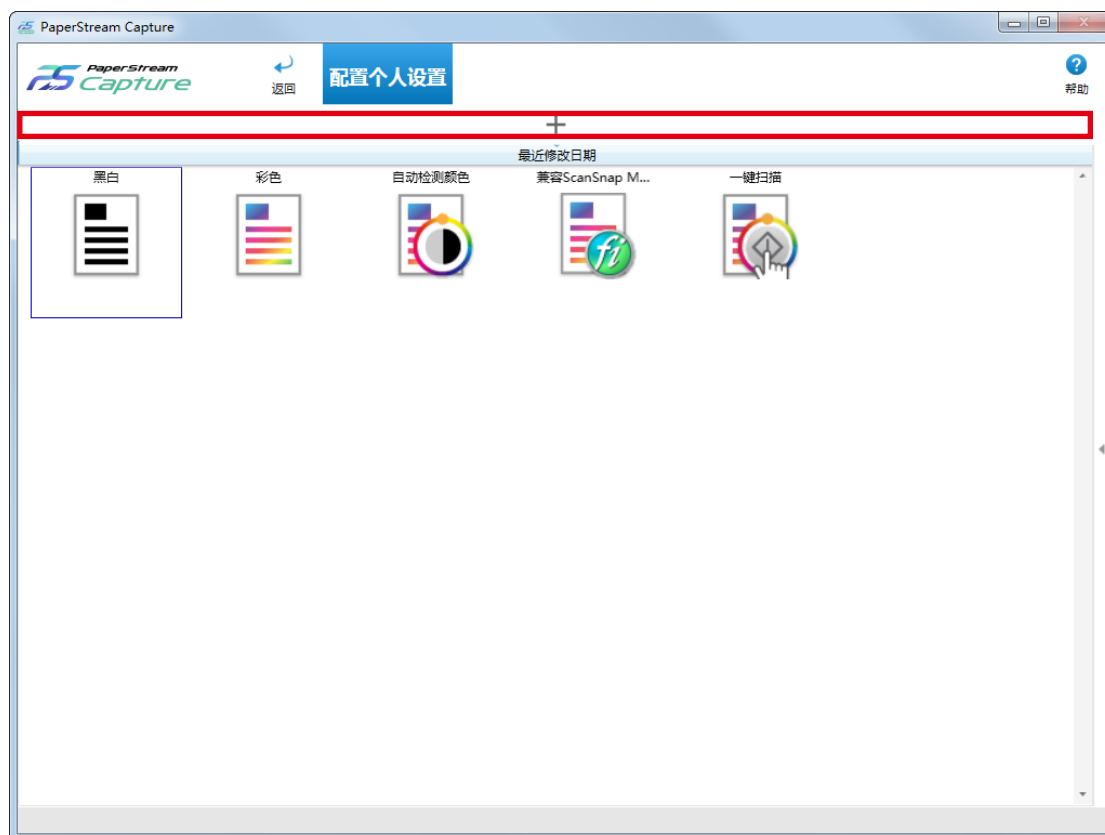 PaperStream Capture
PaperStream
Capture
返回
配置个人设置
帮助
最近修改日期
黑白
彩色
自动检测颜色
兼容ScanSnap M...
一键扫描
fi